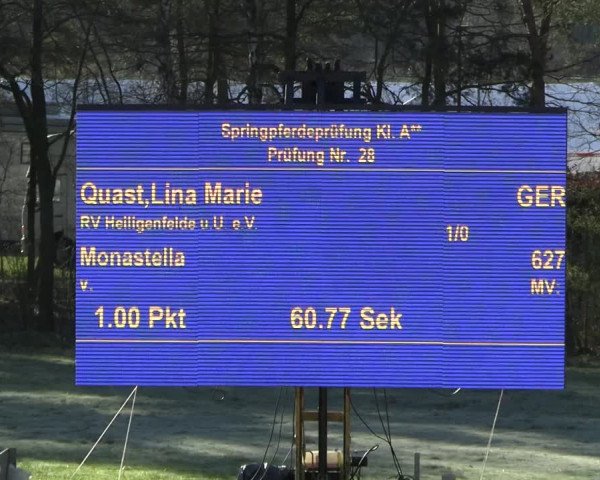 Springpferdeprüfung Kl. A**
Prüfung Nr. 28
Quast,Lina Marie GER
RV Heiligenfelde u.U. e.V.
1/0
Monastella 627
v. MV.
1.00 Pkt 60.77 Sek